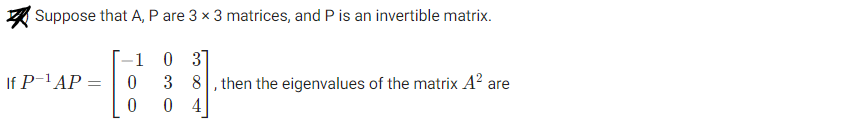 Suppose that A, P are 3 × 3 matrices, and P is an invertible matrix.
If P⁻¹AP = [-1 0 3; 0 3 8; 0 0 4], then the eigenvalues of the matrix A² are